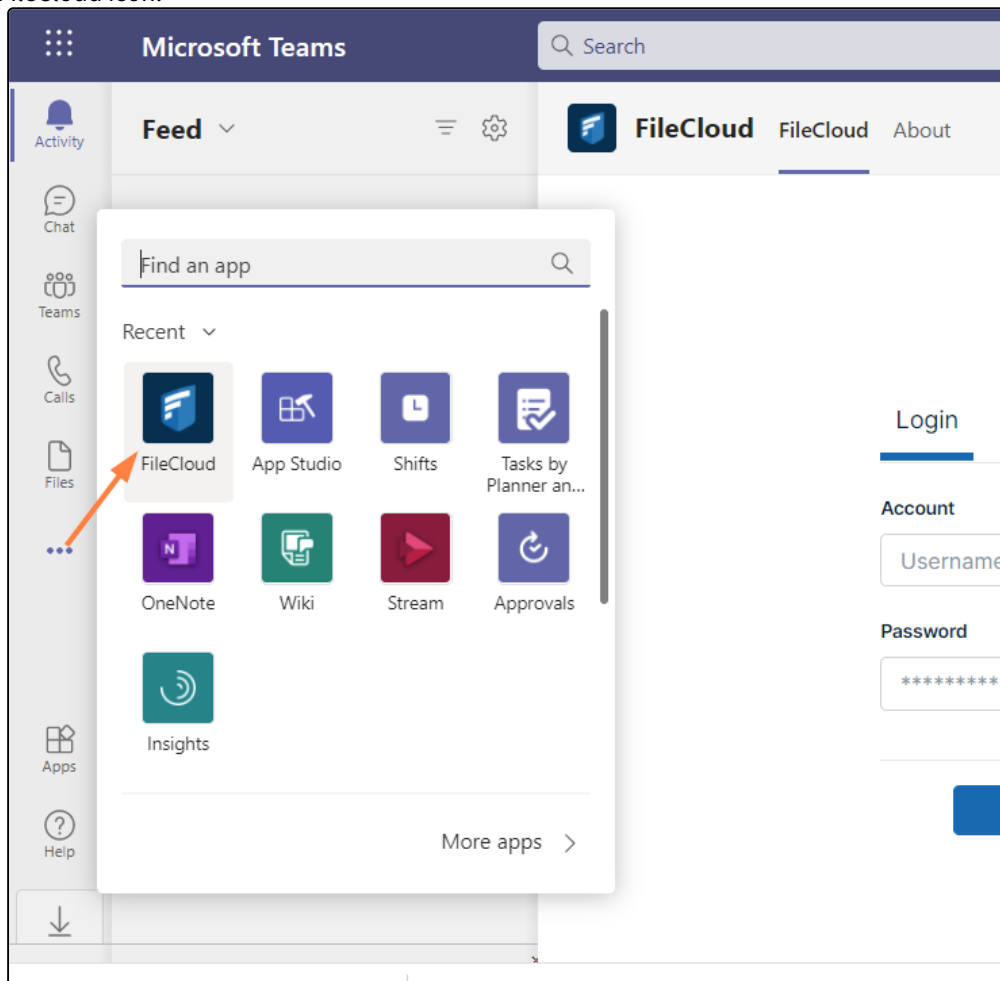 Microsoft Teams
Search
Activity
Feed
FileCloud FileCloud About
Chat
Find an app
Teams
Recent
Calls
Login
FileCloud App Studio Shifts Tasks by
Planner an...
Files
Account
Username
N
OneNote Wiki Stream Approvals
Password
*********
Insights
Apps
More apps
Help